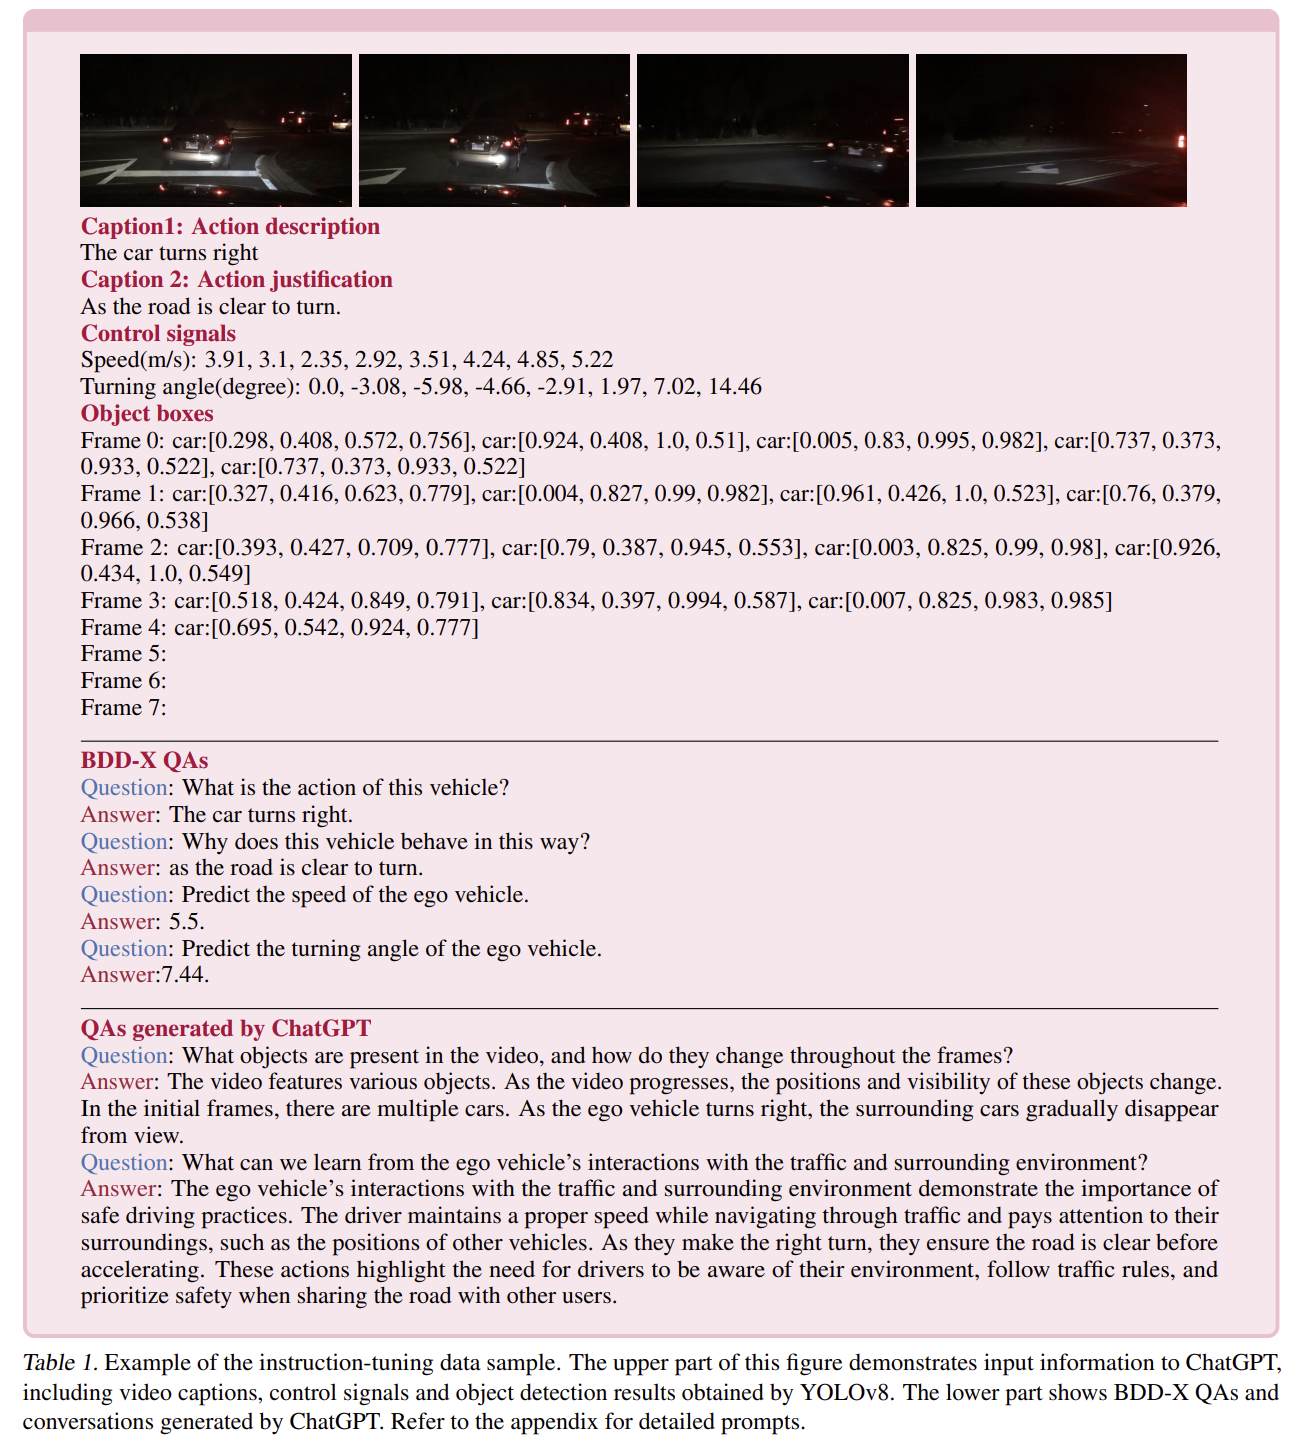 Caption1: Action description
The car turns right
Caption 2: Action justification
As the road is clear to turn.
Control signals
Speed(m/s): 3.91, 3.1, 2.35, 2.92, 3.51, 4.24, 4.85, 5.22
Turning angle(degree): 0.0, -3.08, -5.98, -4.66, -2.91, 1.97, 7.02, 14.46
Object boxes
Frame 0: car:[0.298, 0.408, 0.572, 0.756], car:[0.924, 0.408, 1.0, 0.51], car:[0.005, 0.83, 0.995, 0.982], car:[0.737, 0.373,
0.933, 0.522], car:[0.737, 0.373, 0.933, 0.522]
Frame 1: car:[0.327, 0.416, 0.623, 0.779], car:[0.004, 0.827, 0.99, 0.982], car:[0.961, 0.426, 1.0, 0.523], car:[0.76, 0.379,
0.966, 0.538]
Frame 2: car:[0.393, 0.427, 0.709, 0.777], car:[0.79, 0.387, 0.945, 0.553], car:[0.003, 0.825, 0.99, 0.98], car:[0.926,
0.434, 1.0, 0.549]
Frame 3: car:[0.518, 0.424, 0.849, 0.791], car:[0.834, 0.397, 0.994, 0.587], car:[0.007, 0.825, 0.983, 0.985]
Frame 4: car:[0.695, 0.542, 0.924, 0.777]
Frame 5:
Frame 6:
Frame 7:
BDD-X QAs
Question: What is the action of this vehicle?
Answer: The car turns right.
Question: Why does this vehicle behave in this way?
Answer: as the road is clear to turn.
Question: Predict the speed of the ego vehicle.
Answer: 5.5.
Question: Predict the turning angle of the ego vehicle.
Answer:7.44.
QAs generated by ChatGPT
Question: What objects are present in the video, and how do they change throughout the frames?
Answer: The video features various objects. As the video progresses, the positions and visibility of these objects change.
In the initial frames, there are multiple cars. As the ego vehicle turns right, the surrounding cars gradually disappear
from view.
Question: What can we learn from the ego vehicle's interactions with the traffic and surrounding environment?
Answer: The ego vehicle's interactions with the traffic and surrounding environment demonstrate the importance of
safe driving practices. The driver maintains a proper speed while navigating through traffic and pays attention to their
surroundings, such as the positions of other vehicles. As they make the right turn, they ensure the road is clear before
accelerating. These actions highlight the need for drivers to be aware of their environment, follow traffic rules, and
prioritize safety when sharing the road with other users.
Table 1. Example of the instruction-tuning data sample. The upper part of this figure demonstrates input information to ChatGPT,
including video captions, control signals and object detection results obtained by YOLOv8. The lower part shows BDD-X QAs and
conversations generated by ChatGPT. Refer to the appendix for detailed prompts.